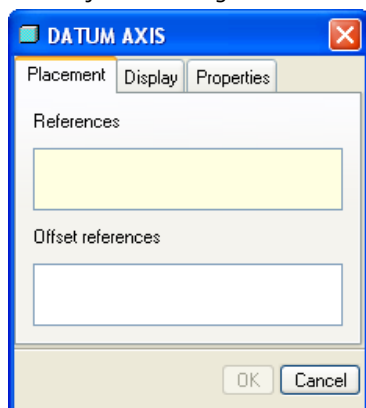 DATUM AXIS
Placement Display Properties
References
Offset references
OK Cancel